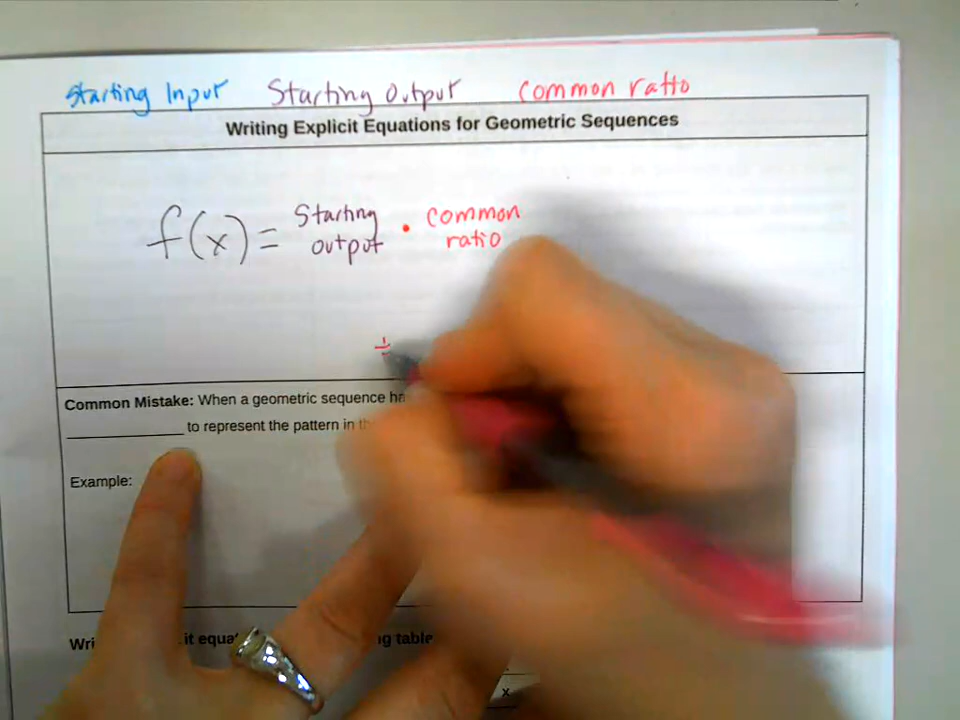 Starting Input Starting Output Common ratio
Writing Explicit Equations for Geometric Sequences
f(x) = Starting output · common ratio
÷
Common Mistake: When a geometric sequence
to represent the pattern in
Example:
x